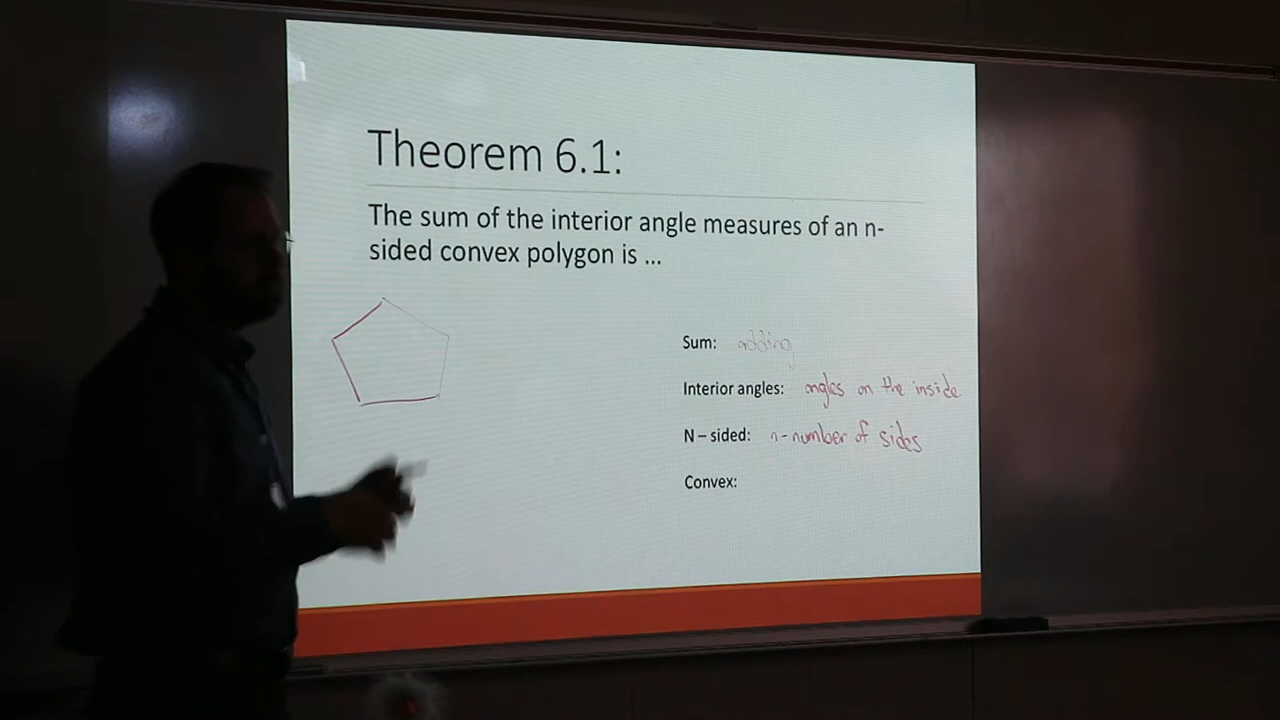 Theorem 6.1:
The sum of the interior angle measures of an n-
sided convex polygon is ...
Sum: adding
Interior angles: angles on the inside
N – sided: n-number of sides
Convex: